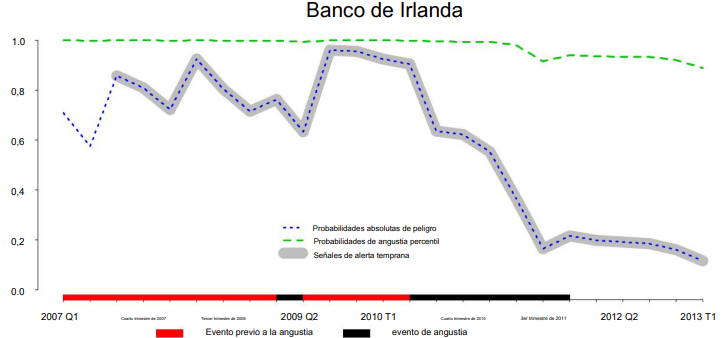 Banco de Irlanda
1.0
0,8
0,6
0,4
0,2
0.0
Probabilidades absolutas de peligro
Probabilidades de angustia percentil
Señales de alerta temprana
2007 Q1 Cuarto trimestre de 2007 Tercer trimestre de 2008 2009 Q2 2010 T1 Cuarto trimestre de 2010 3er trimestre de 2011 2012 Q2 2013 T1
Evento previo a la angustia evento de angustia